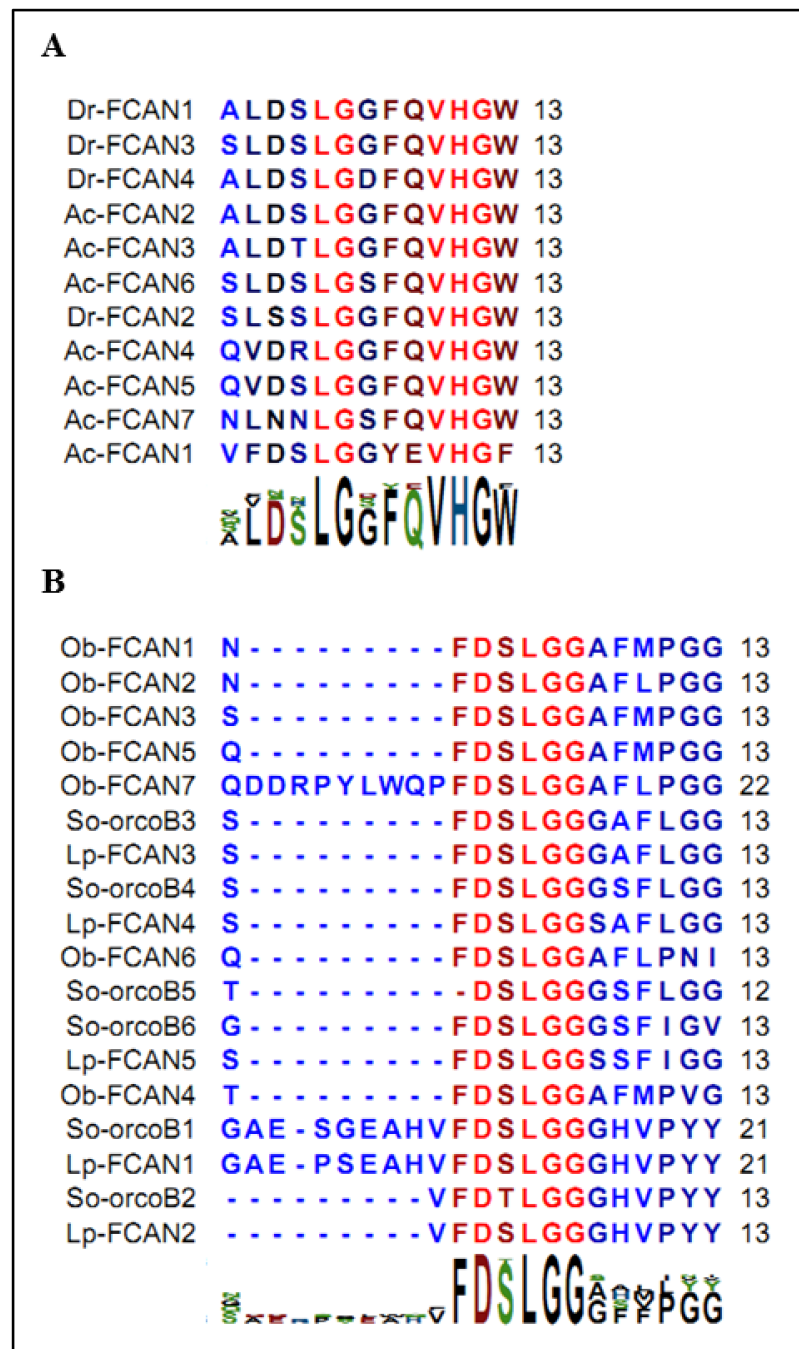 A
Dr-FCAN1 ALDSLGGFQVHGW 13
Dr-FCAN3 SLDSLGGFQVHGW 13
Dr-FCAN4 ALDSLGDFQVHGW 13
Ac-FCAN2 ALDSLGGFQVHGW 13
Ac-FCAN3 ALDTLGGFQVHGW 13
Ac-FCAN6 SLDSLGSFQVHGW 13
Dr-FCAN2 SLSSLGGFQVHGW 13
Ac-FCAN4 QVDRLGGFQVHGW 13
Ac-FCAN5 QVDSLGGFQVHGW 13
Ac-FCAN7 NLNNLGSFQVHGW 13
Ac-FCAN1 VFDSLGGYEVHGF 13
ALDSLGGFQVHGW
B
Ob-FCAN1 N---------FDSLGGAFMPGG 13
Ob-FCAN2 N---------FDSLGGAFLPGG 13
Ob-FCAN3 S---------FDSLGGAFMPGG 13
Ob-FCAN5 Q---------FDSLGGAFMPGG 13
Ob-FCAN7 QDDRPYLWQPFDSLGGAFLPGG 22
So-orcoB3 S---------FDSLGGGAFLGG 13
Lp-FCAN3 S---------FDSLGGGAFLGG 13
So-orcoB4 S---------FDSLGGGSFLGG 13
Lp-FCAN4 S---------FDSLGGSAFLGG 13
Ob-FCAN6 Q---------FDSLGGAFLPNI 13
So-orcoB5 T----------DSLGGGSFLGG 12
So-orcoB6 G---------FDSLGGGSFIGV 13
Lp-FCAN5 S---------FDSLGGSSFIGG 13
Ob-FCAN4 T---------FDSLGGAFMPVG 13
So-orcoB1 GAE-SGEAHVFDSLGGGHVPYY 21
Lp-FCAN1 GAE-PSEAHVFDSLGGGHVPYY 21
So-orcoB2 ---------VFDTLGGGHVPYY 13
Lp-FCAN2 ---------VFDSLGGGHVPYY 13
FDSLGG